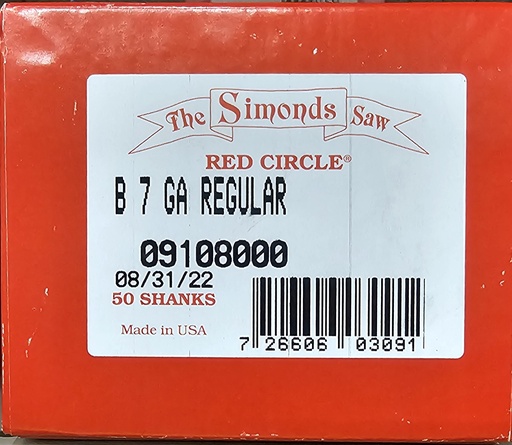 The Simonds Saw
RED CIRCLE®
B 7 GA REGULAR
09108000
08/31/22
50 SHANKS
Made in USA
7 26606 03091